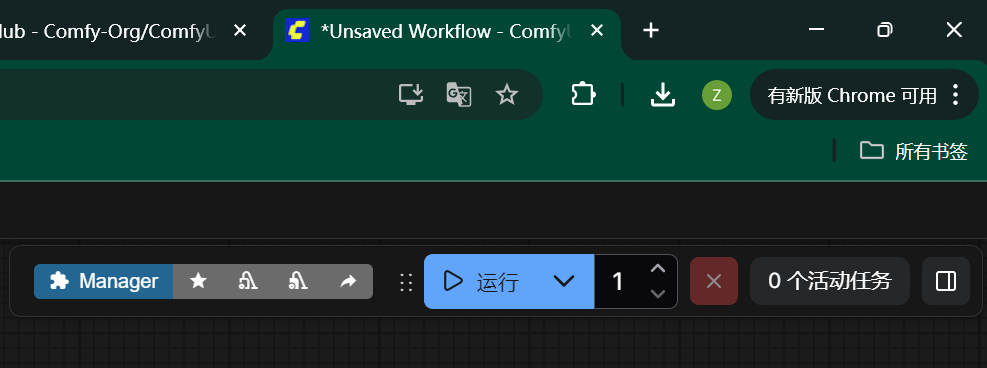 lub - Comfy-Org/ComfyU
*Unsaved Workflow - ComfyU
Z
有新版 Chrome 可用
所有书签
Manager
运行
1
0 个活动任务